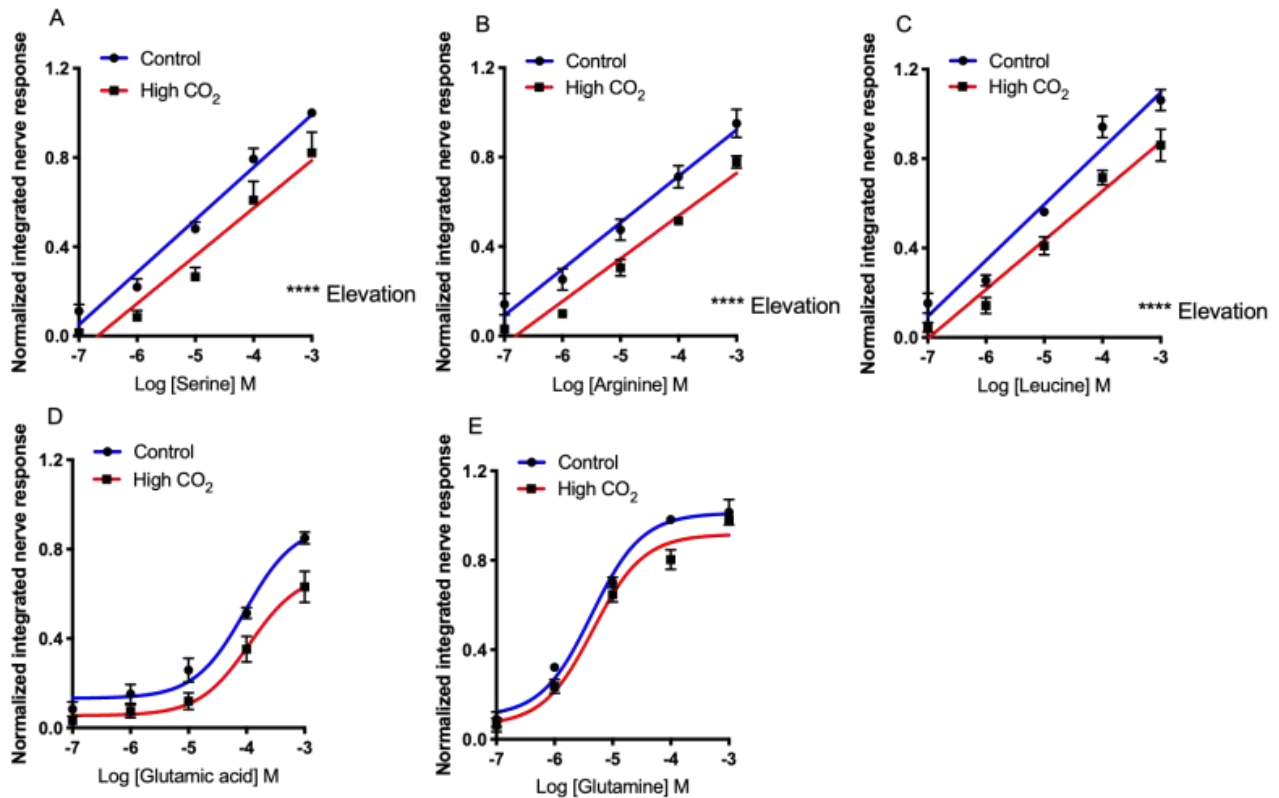 A
Normalized integrated nerve response
Control
High CO2
1.2
0.8
0.4
0.0
-7 -6 -5 -4 -3
Log [Serine] M
**** Elevation
B
Normalized integrated nerve response
Control
High CO2
1.2
0.8
0.4
0.0
-7 -6 -5 -4 -3
Log [Arginine] M
**** Elevation
C
Normalized integrated nerve response
Control
High CO2
1.2
0.8
0.4
0.0
-7 -6 -5 -4 -3
Log [Leucine] M
**** Elevation
D
Normalized integrated nerve response
Control
High CO2
1.2
0.8
0.4
0.0
-7 -6 -5 -4 -3
Log [Glutamic acid] M
E
Normalized integrated nerve response
Control
High CO2
1.2
0.8
0.4
0.0
-7 -6 -5 -4 -3
Log [Glutamine] M